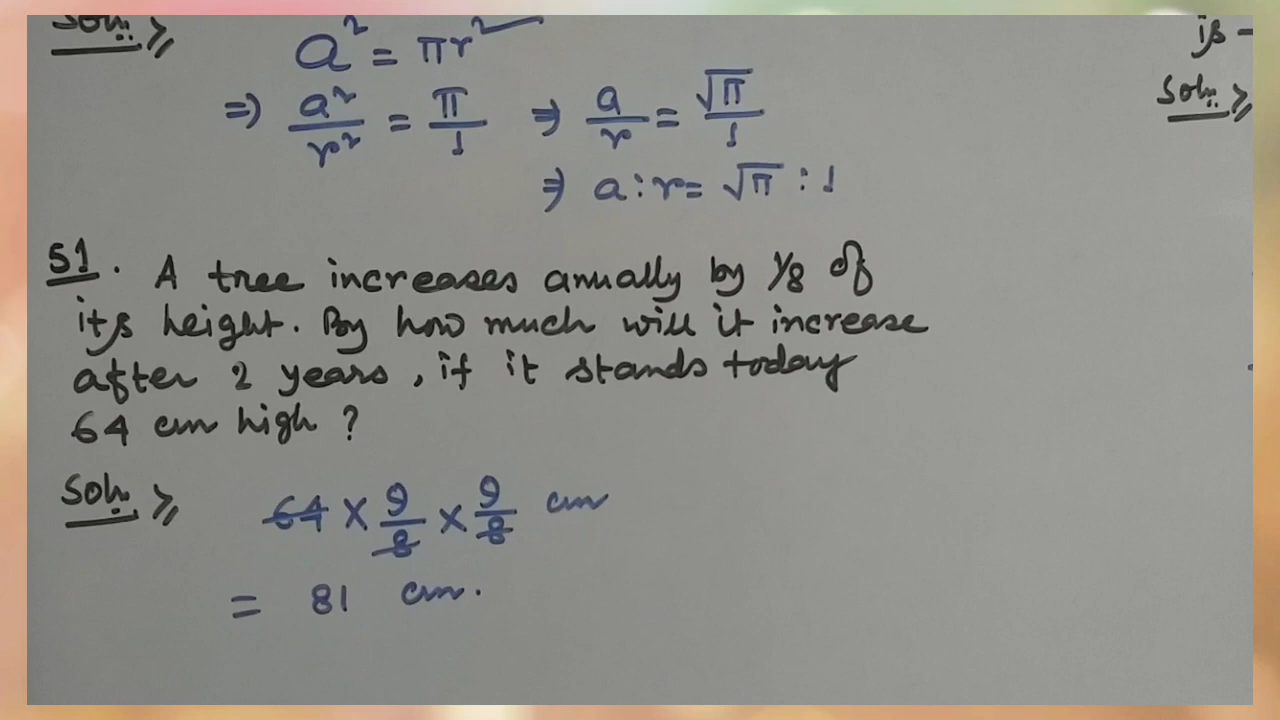 Soln.
a² = πr²
⇒ a²/r² = π/1 ⇒ a/r = √π/1
⇒ a:r = √π : 1
51. A tree increases anually by 1/8 of
its height. By how much will it increase
after 2 years, if it stands today
64 cm high ?
Soln.
64 × 9/8 × 9/8 cm
= 81 cm.
is -
Soln.